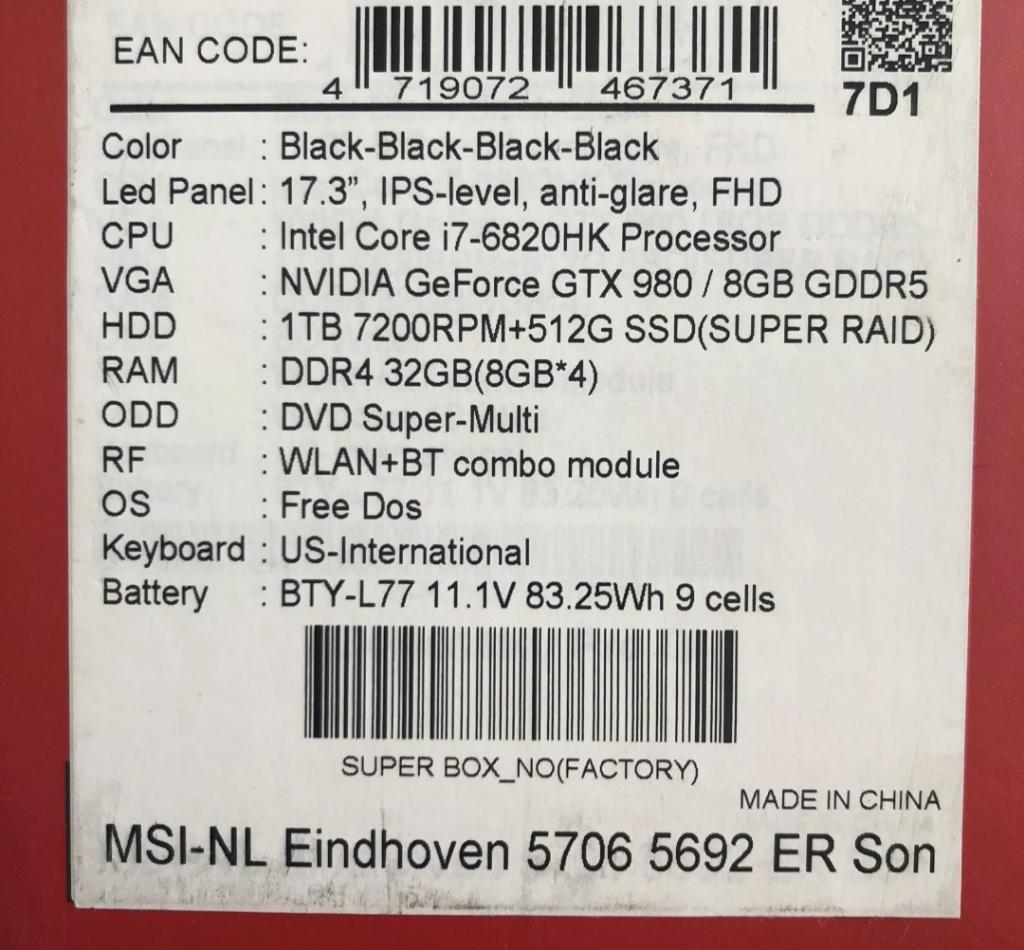 EAN CODE:
4 719072 467371
7D1
Color : Black-Black-Black-Black
Led Panel: 17.3", IPS-level, anti-glare, FHD
CPU : Intel Core i7-6820HK Processor
VGA : NVIDIA GeForce GTX 980 / 8GB GDDR5
HDD : 1TB 7200RPM+512G SSD(SUPER RAID)
RAM : DDR4 32GB(8GB*4)
ODD : DVD Super-Multi
RF : WLAN+BT combo module
OS : Free Dos
Keyboard : US-International
Battery : BTY-L77 11.1V 83.25Wh 9 cells
SUPER BOX_NO(FACTORY)
MADE IN CHINA
MSI-NL Eindhoven 5706 5692 ER Son